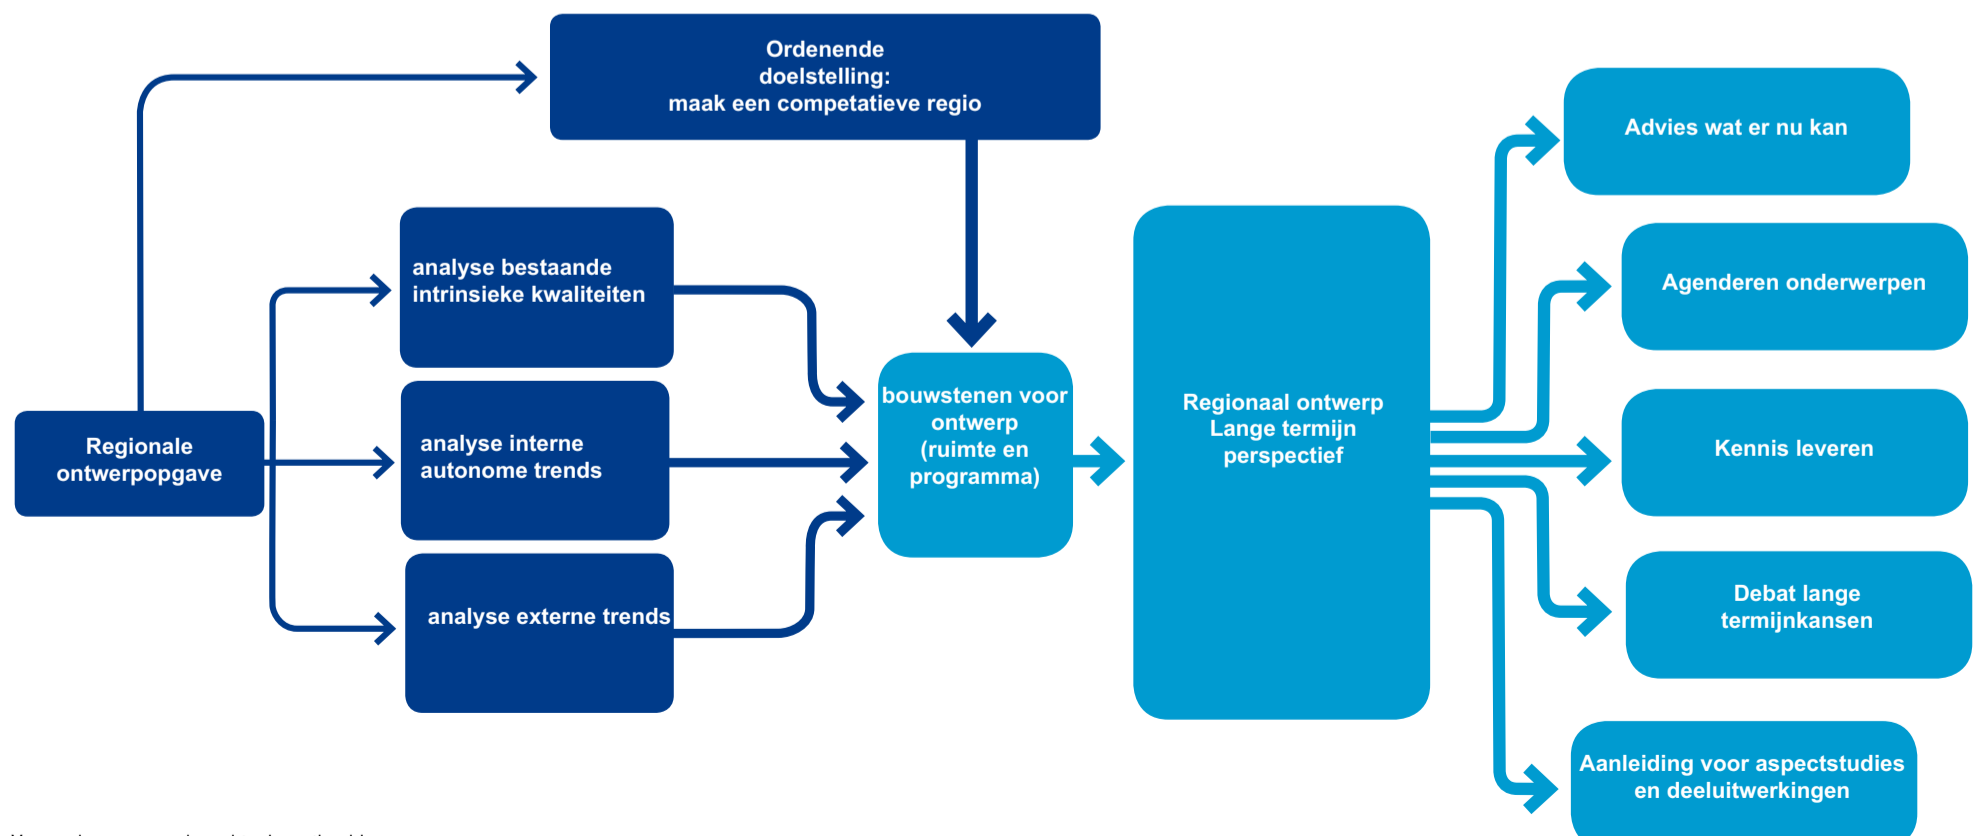 Ordenende
doelstelling:
maak een competatieve regio
analyse bestaande
intrinsieke kwaliteiten
Regionale
ontwerpopgave
analyse interne
autonome trends
analyse externe trends
bouwstenen voor
ontwerp
(ruimte en
programma)
Regionaal ontwerp
Lange termijn
perspectief
Advies wat er nu kan
Agenderen onderwerpen
Kennis leveren
Debat lange
termijnkansen
Aanleiding voor aspectstudies
en deeluitwerkingen